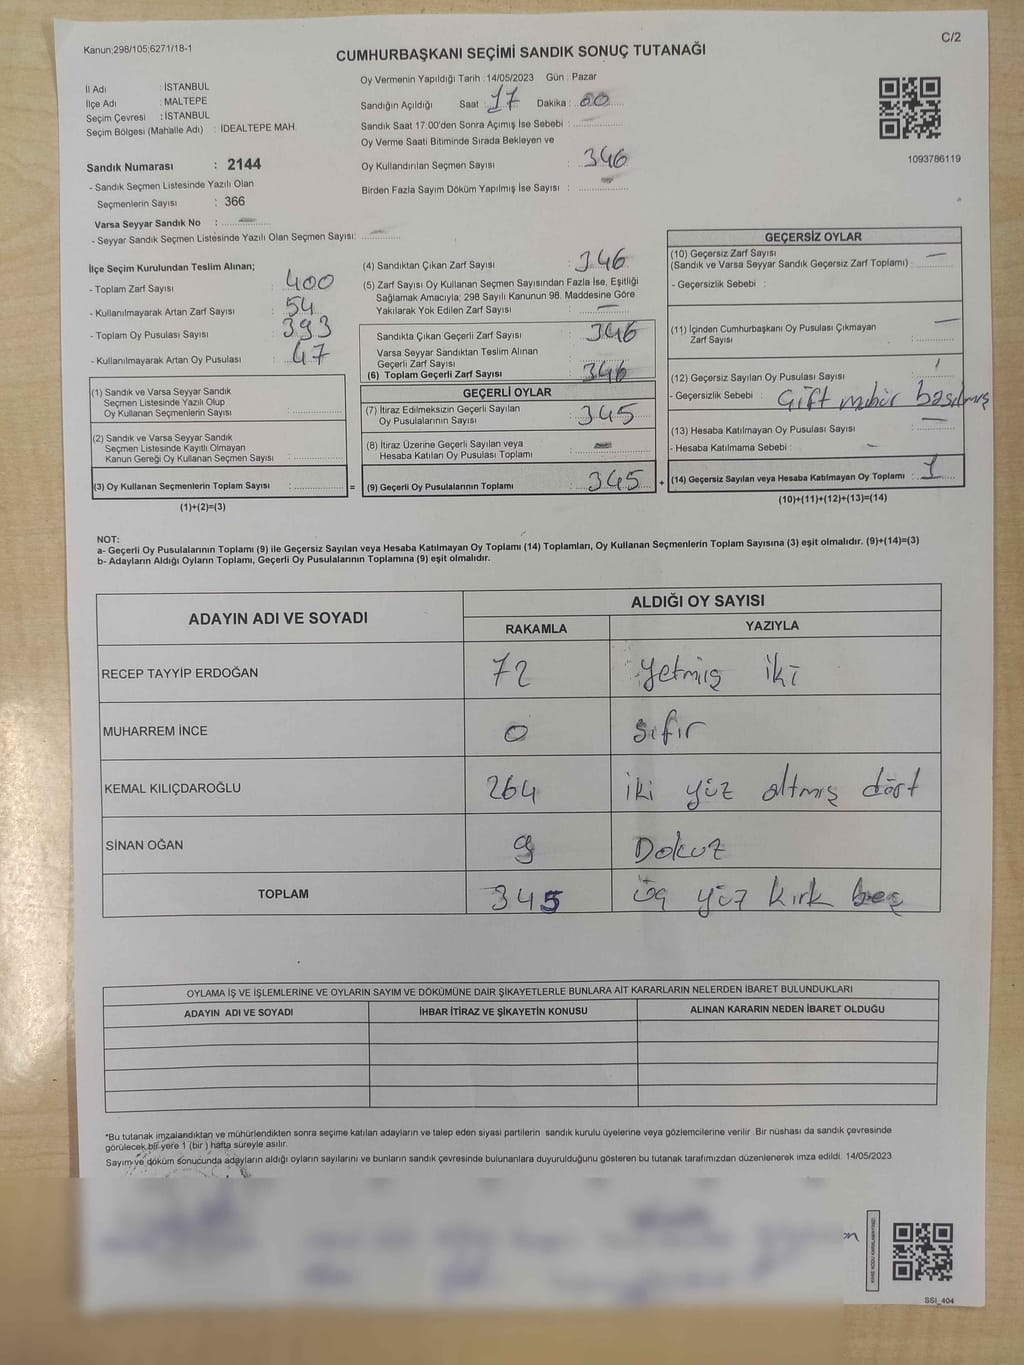 Kanun;298/105;6271/18-1
C/2
CUMHURBAŞKANI SEÇİMİ SANDIK SONUÇ TUTANAĞI
İl Adı : İSTANBUL
İlçe Adı : MALTEPE
Seçim Çevresi : İSTANBUL
Seçim Bölgesi (Mahalle Adı) : İDEALTEPE MAH.
Sandık Numarası : 2144
- Sandık Seçmen Listesinde Yazılı Olan
Seçmenlerin Sayısı : 366
Varsa Seyyar Sandık No : -
- Seyyar Sandık Seçmen Listesinde Yazılı Olan Seçmen Sayısı:
Oy Vermenin Yapıldığı Tarih : 14/05/2023 Gün : Pazar
Sandığın Açıldığı Saat : 17 Dakika : 00
Sandık Saat 17:00'den Sonra Açımış İse Sebebi :
Oy Verme Saati Bitiminde Sırada Bekleyen ve
Oy Kullandırılan Seçmen Sayısı : 346
Birden Fazla Sayım Döküm Yapılmış İse Sayısı : -
1093786119
İlçe Seçim Kurulundan Teslim Alınan;
- Toplam Zarf Sayısı : 400
- Kullanılmayarak Artan Zarf Sayısı : 54
- Toplam Oy Pusulası Sayısı : 393
- Kullanılmayarak Artan Oy Pusulası : 47
(1) Sandık ve Varsa Seyyar Sandık
Seçmen Listesinde Yazılı Olup
Oy Kullanan Seçmenlerin Sayısı :
(2) Sandık ve Varsa Seyyar Sandık
Seçmen Listesinde Kayıtlı Olmayan
Kanun Gereği Oy Kullanan Seçmen Sayısı :
(3) Oy Kullanan Seçmenlerin Toplam Sayısı : =
(1)+(2)=(3)
(4) Sandıktan Çıkan Zarf Sayısı : 346
(5) Zarf Sayısı Oy Kullanan Seçmen Sayısından Fazla İse, Eşitliği
Sağlamak Amacıyla; 298 Sayılı Kanunun 98. Maddesine Göre
Yakılarak Yok Edilen Zarf Sayısı : -
Sandıkta Çıkan Geçerli Zarf Sayısı : 346
Varsa Seyyar Sandıktan Teslim Alınan
Geçerli Zarf Sayısı :
(6) Toplam Geçerli Zarf Sayısı : 346
GEÇERLİ OYLAR
(7) İtiraz Edilmeksizin Geçerli Sayılan
Oy Pusulalarının Sayısı : 345
(8) İtiraz Üzerine Geçerli Sayılan veya
Hesaba Katılan Oy Pusulası Toplamı : -
(9) Geçerli Oy Pusulalarının Toplamı : 345 +
GEÇERSİZ OYLAR
(10) Geçersiz Zarf Sayısı -
(Sandık ve Varsa Seyyar Sandık Geçersiz Zarf Toplamı) :
- Geçersizlik Sebebi :
(11) İçinden Cumhurbaşkanı Oy Pusulası Çıkmayan -
Zarf Sayısı :
(12) Geçersiz Sayılan Oy Pusulası Sayısı : 1
- Geçersizlik Sebebi : Çift mühür basılmış
(13) Hesaba Katılmayan Oy Pusulası Sayısı : -
- Hesaba Katılmama Sebebi : -
(14) Geçersiz Sayılan veya Hesaba Katılmayan Oy Toplamı : 1
(10)+(11)+(12)+(13)=(14)
NOT:
a- Geçerli Oy Pusulalarının Toplamı (9) ile Geçersiz Sayılan veya Hesaba Katılmayan Oy Toplamı (14) Toplamları, Oy Kullanan Seçmenlerin Toplam Sayısına (3) eşit olmalıdır. (9)+(14)=(3)
b- Adayların Aldığı Oyların Toplamı, Geçerli Oy Pusulalarının Toplamına (9) eşit olmalıdır.
ADAYIN ADI VE SOYADI ALDIĞI OY SAYISI
RAKAMLA YAZIYLA
RECEP TAYYİP ERDOĞAN 72 yetmiş iki
MUHARREM İNCE 0 sıfır
KEMAL KILIÇDAROĞLU 264 iki yüz altmış dört
SİNAN OĞAN 9 Dokuz
TOPLAM 345 üç yüz kırk beş
OYLAMA İŞ VE İŞLEMLERİNE VE OYLARIN SAYIM VE DÖKÜMÜNE DAİR ŞİKAYETLERLE BUNLARA AİT KARARLARIN NELERDEN İBARET BULUNDUKLARI
ADAYIN ADI VE SOYADI İHBAR İTİRAZ VE ŞİKAYETİN KONUSU ALINAN KARARIN NEDEN İBARET OLDUĞU
*Bu tutanak imzalandıktan ve mühürlendikten sonra seçime katılan adayların ve talep eden siyasi partilerin sandık kurulu üyelerine veya gözlemcilerine verilir .Bir nüshası da sandık çevresinde
görülecek bir yere 1 (bir ) hafta süreyle asılır.
Sayım ve döküm sonucunda adayların aldığı oyların sayılarını ve bunların sandık çevresinde bulunanlara duyurulduğunu gösteren bu tutanak tarafımızdan düzenlenerek imza edildi. 14/05/2023
SSI_404